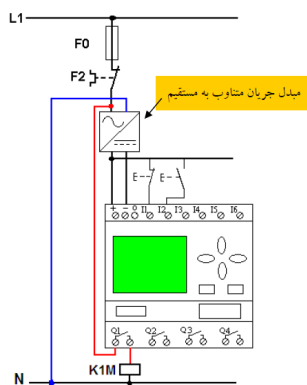 L1
F0
F2
مبدل جریان متناوب به مستقیم
E E
+ - 0 I1 I2 I3 I4 I5 I6
Q1 Q2 Q3 Q4
K1M
N